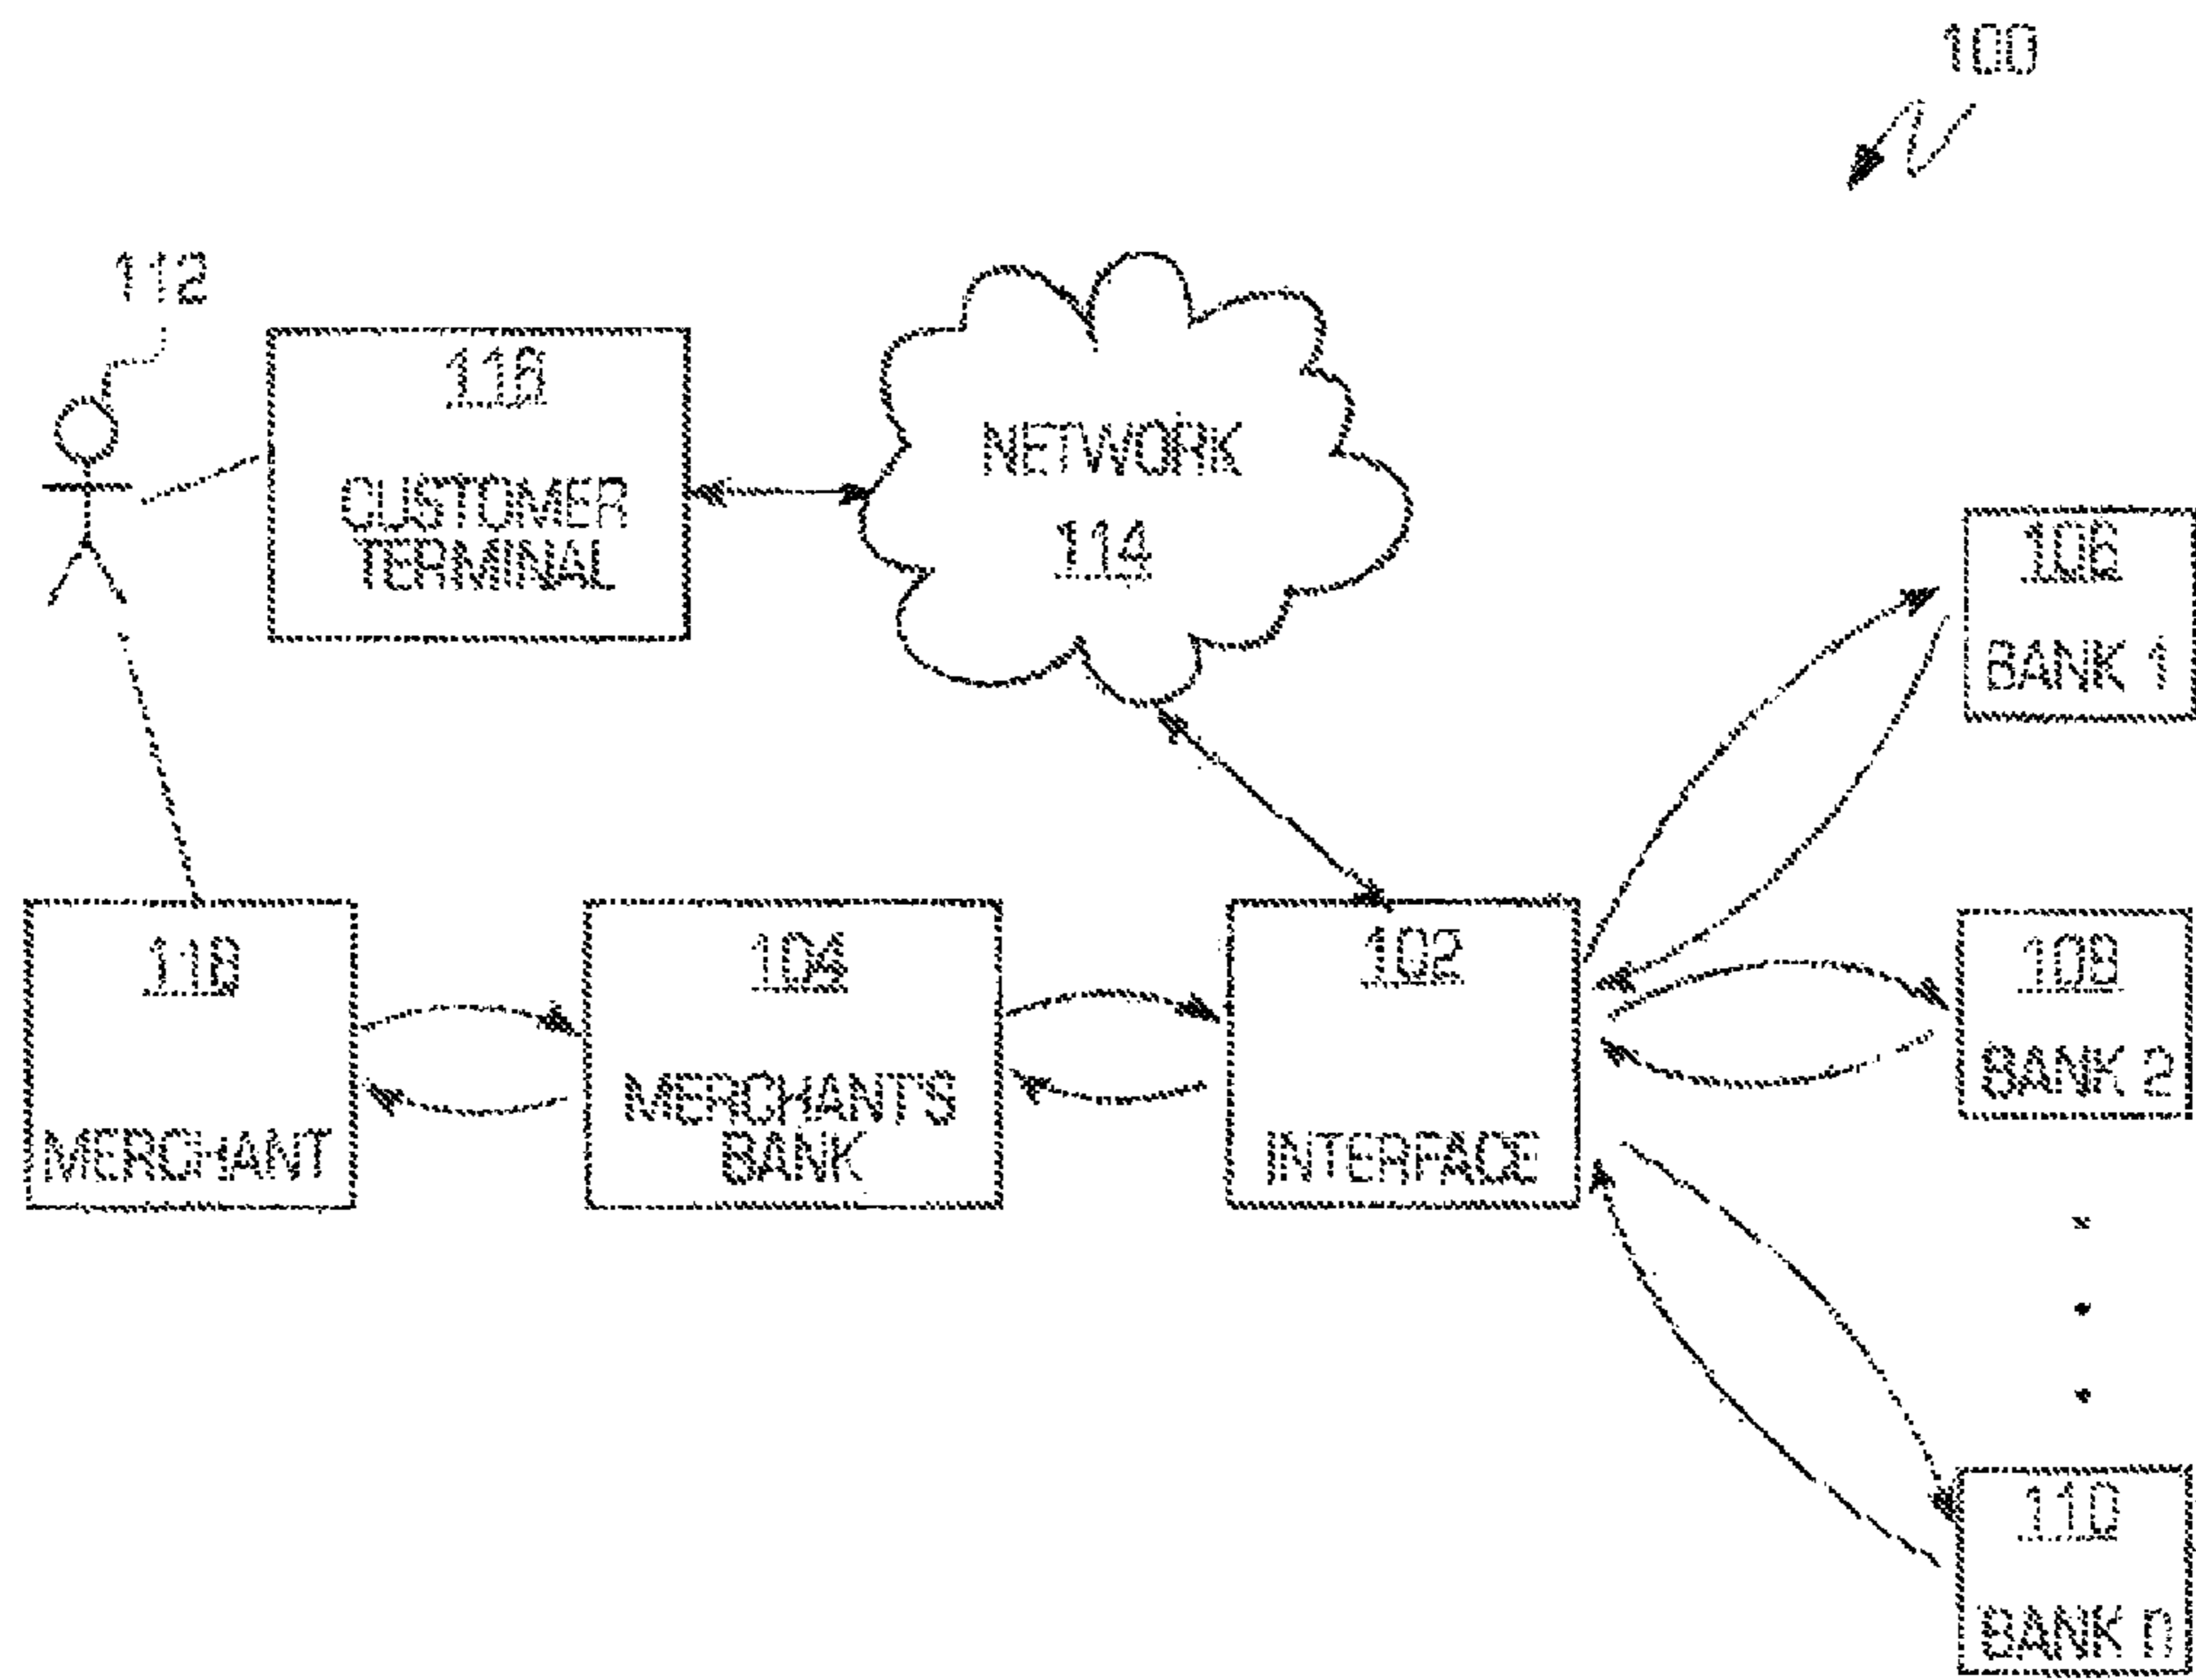 100
112
116
CUSTOMER
TERMINAL
NETWORK
114
106
BANK 1
118
MERCHANT
104
MERCHANT'S
BANK
102
INTERFACE
108
BANK 2
110
BANK n